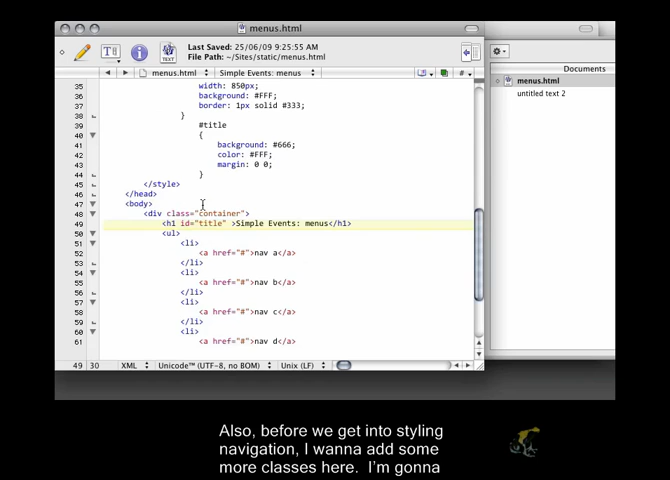 menus.html
Last Saved: 25/06/09 9:25:55 AM
File Path: ~/Sites/static/menus.html
TEXT
menus.html
Simple Events: menus
#
Documents
menus.html
untitled text 2
35 width: 850px;
36 background: #FFF;
37 border: 1px solid #333;
38 }
39 #title
40 {
41 background: #666;
42 color: #FFF;
43 margin: 0 0;
44 }
45 </style>
46 </head>
47 <body>
48 <div class="container">
49 <h1 id="title" >Simple Events: menus</h1>
50 <ul>
51 <li>
52 <a href="#">nav a</a>
53 </li>
54 <li>
55 <a href="#">nav b</a>
56 </li>
57 <li>
58 <a href="#">nav c</a>
59 </li>
60 <li>
61 <a href="#">nav d</a>
49 30 XML Unicode™ (UTF-8, no BOM) Unix (LF)
Also, before we get into styling
navigation, I wanna add some
more classes here. I'm gonna